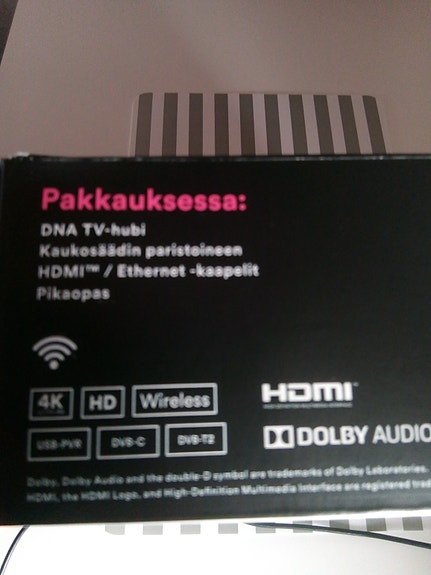 Pakkauksessa:
DNA TV-hubi
Kaukosäädin paristoineen
HDMI™ / Ethernet -kaapelit
Pikaopas
4K HD Wireless
HDMI
USB-PVR DVB-C DVB-T2
DOLBY AUDIO
Dolby, Dolby Audio and the double-D symbol are trademarks of Dolby Laboratories.
HDMI, the HDMI Logo, and High-Definition Multimedia Interface are registered